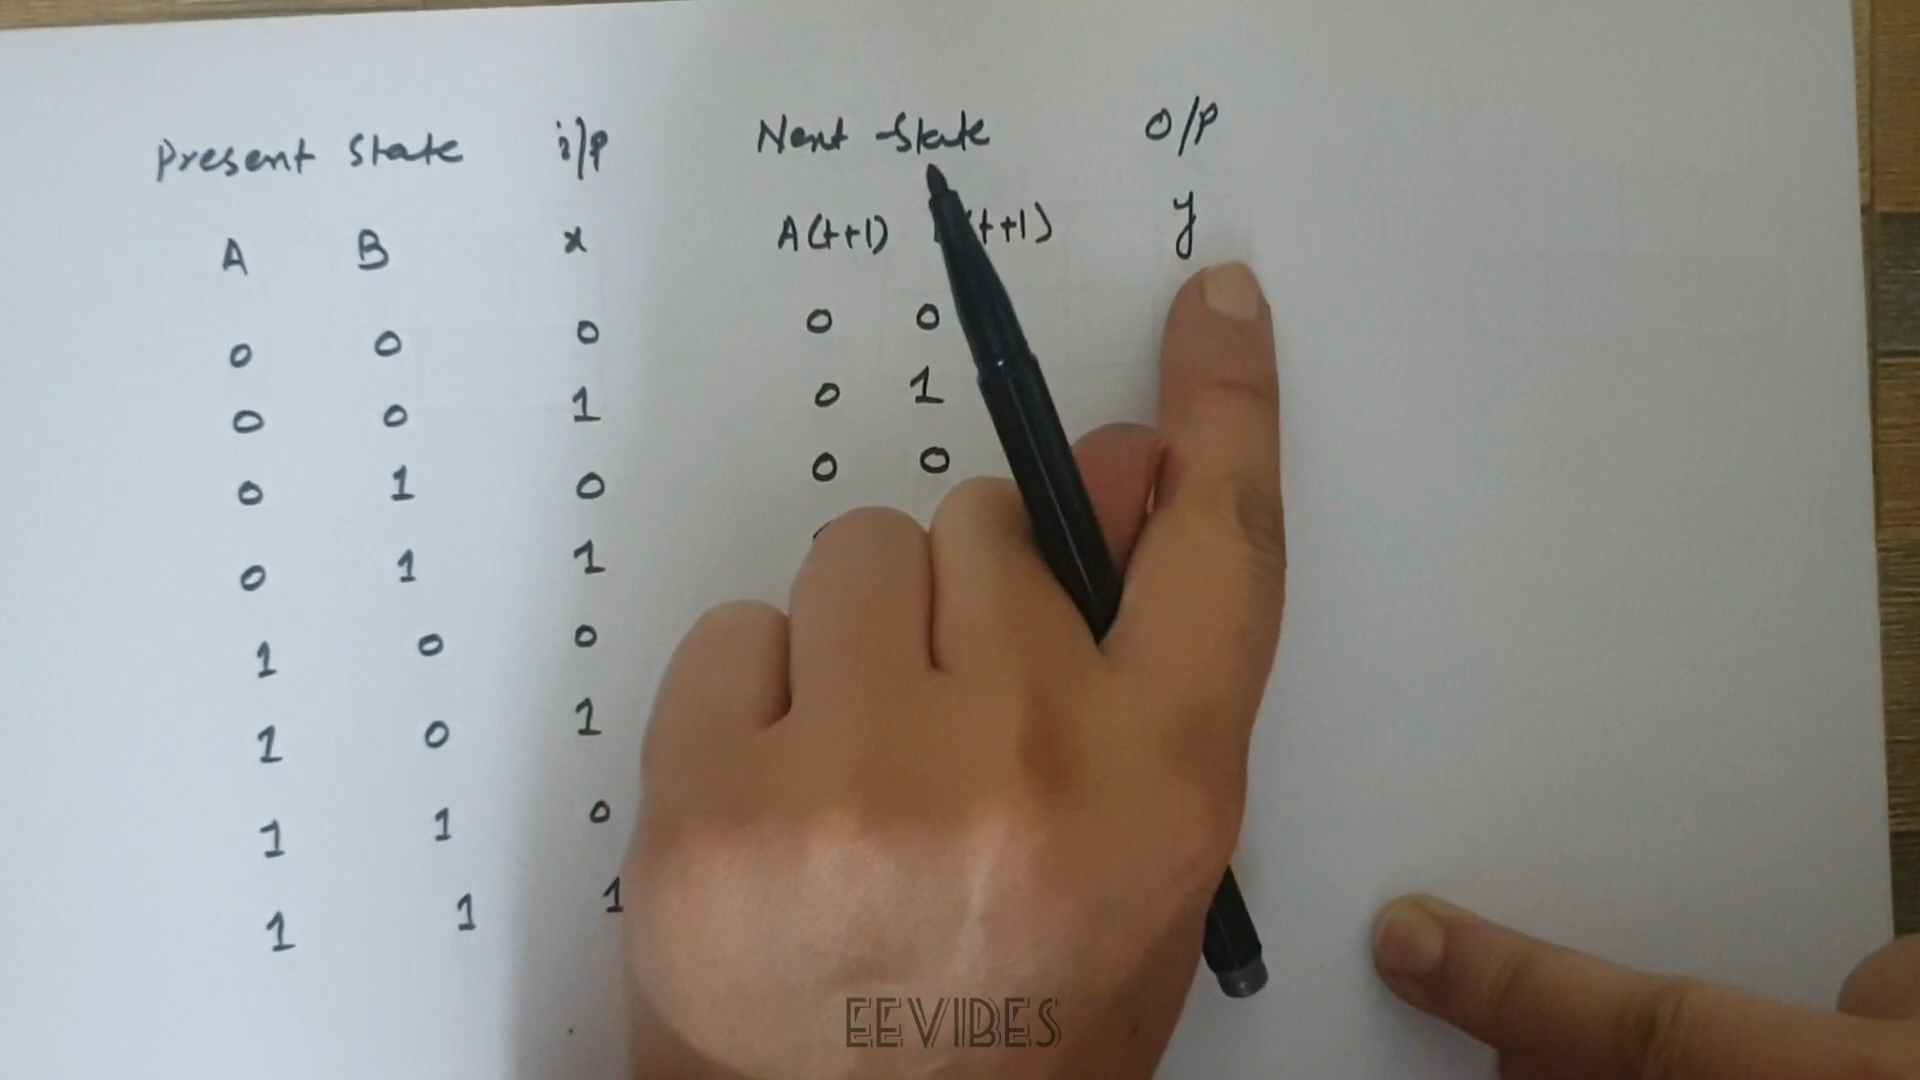 Present State i/p Next State O/P
A B x A(t+1) (t+1) y
0 0 0 0 0
0 0 1 0 1
0 1 0 0 0
0 1 1
1 0 0
1 0 1
1 1 0
1 1 1
EEVIBES